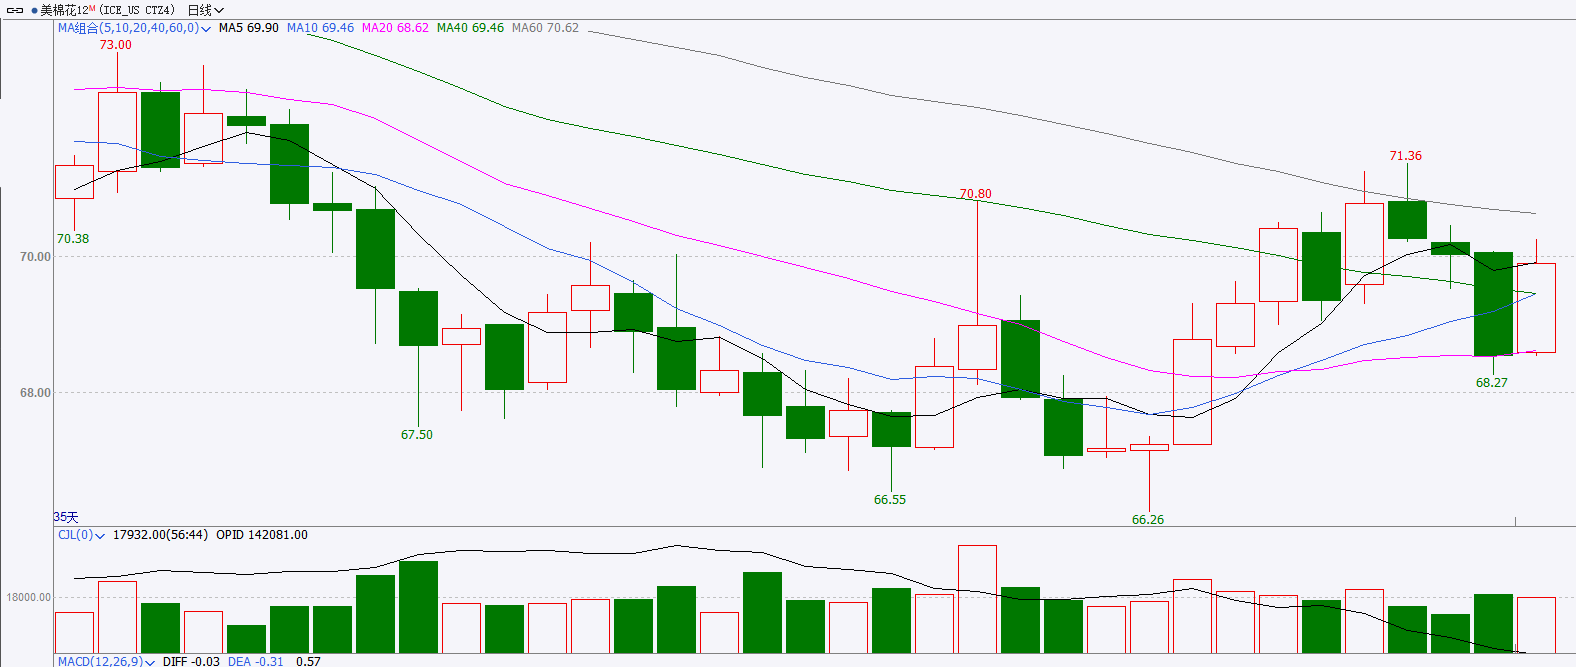 美棉花12M (ICE_US CTZ4) 日线
MA组合(5,10,20,40,60,0) MA5 69.90 MA10 69.46 MA20 68.62 MA40 69.46 MA60 70.62
73.00
71.36
70.80
70.38
70.00
68.27
68.00
67.50
66.55
66.26
35天
CJL(0) 17932.00(56:44) OPID 142081.00
18000.00
MACD(12,26,9) DIFF -0.03 DEA -0.31 0.57